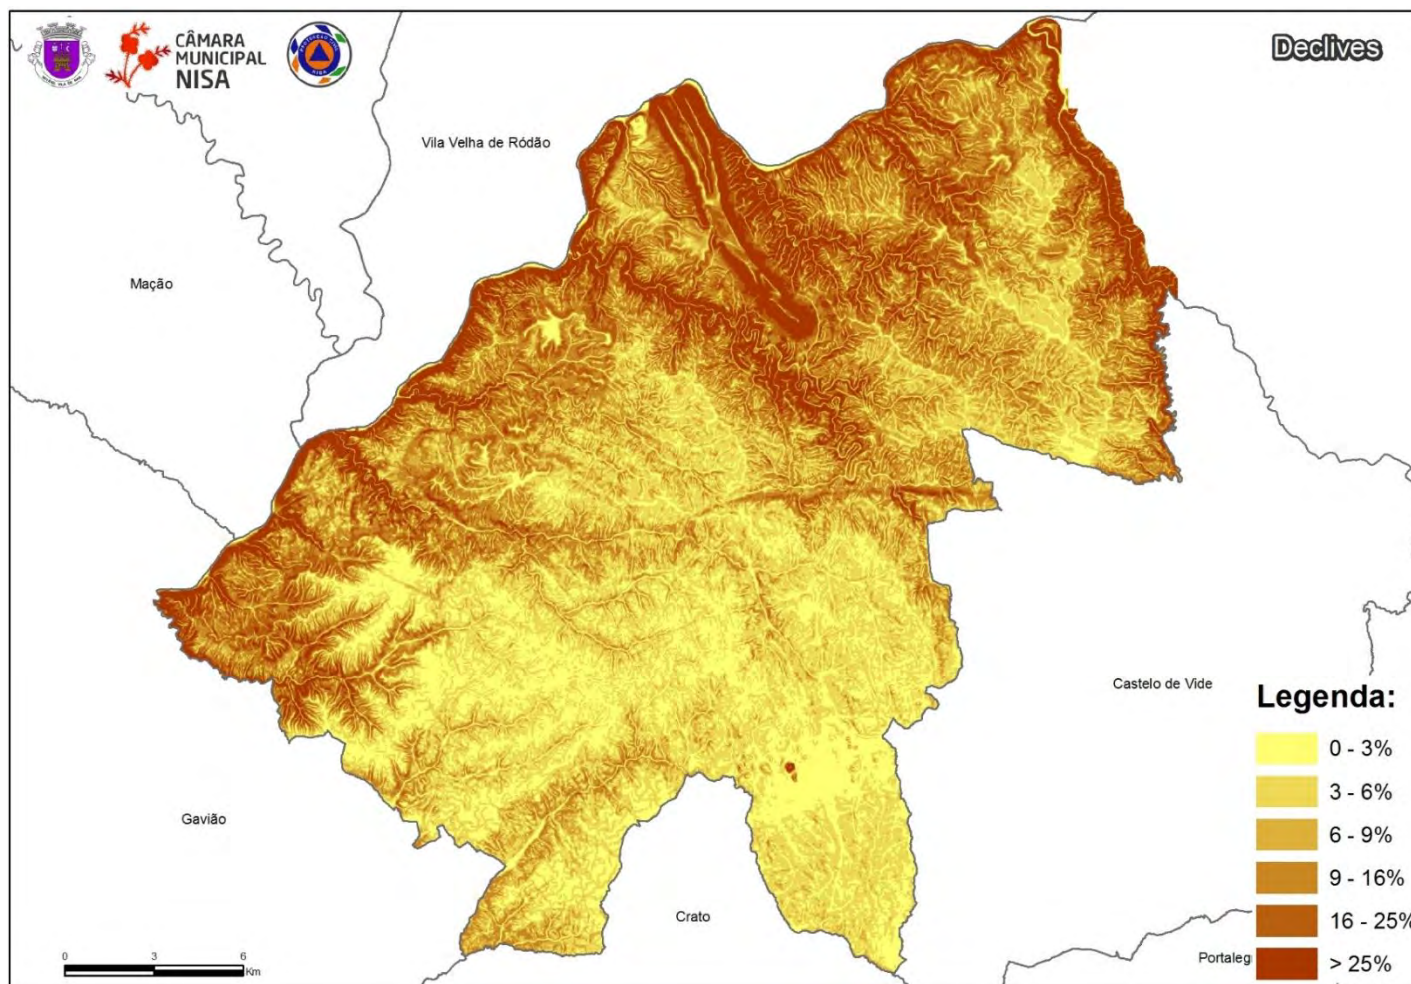 CÂMARA
MUNICIPAL
NISA
Declives
Vila Velha de Ródão
Mação
Castelo de Vide
Gavião
Crato
Legenda:
0 - 3%
3 - 6%
6 - 9%
9 - 16%
16 - 25%
> 25%
0 3 6
Km